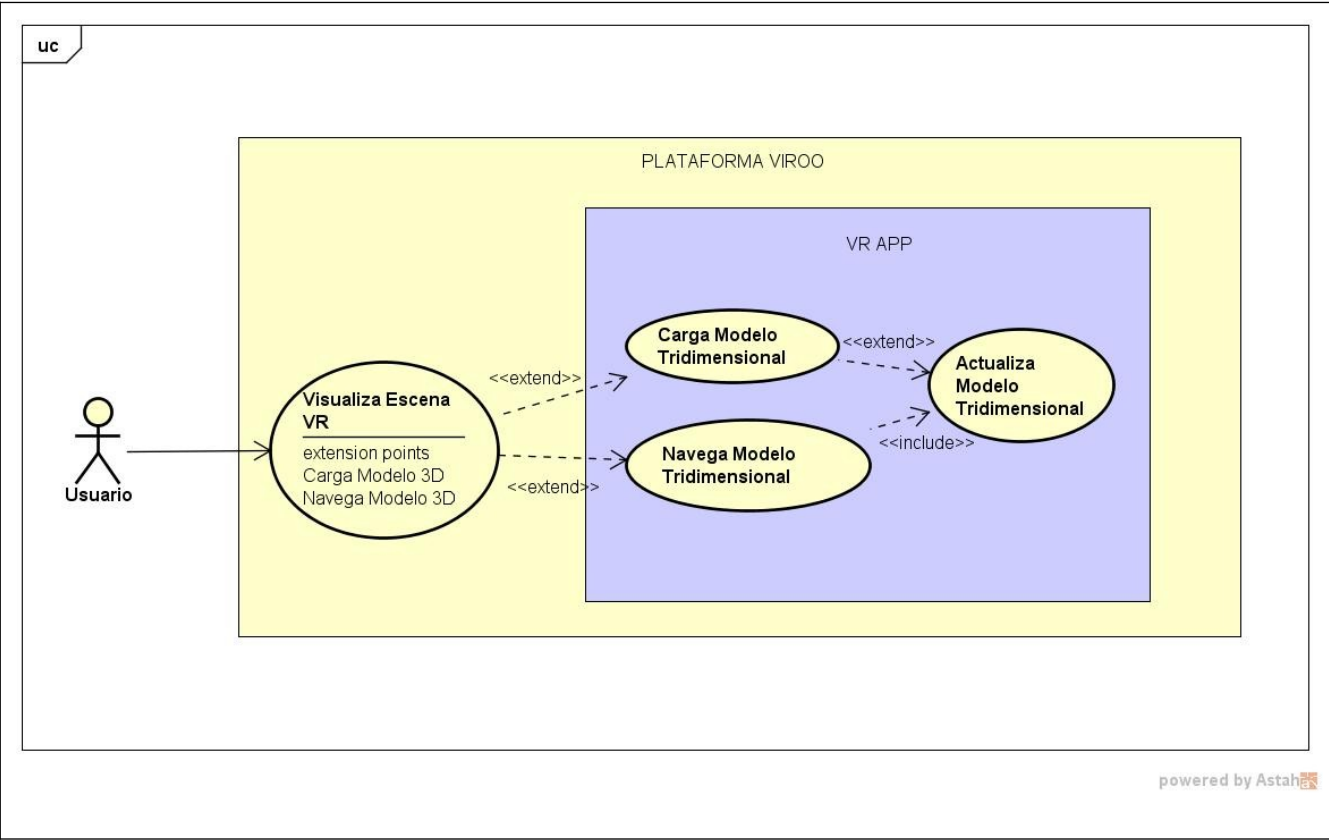 uc
PLATAFORMA VIROO
VR APP
Carga Modelo
Tridimensional
<<extend>>
Actualiza
Modelo
Tridimensional
<<extend>>
Visualiza Escena
VR
extension points
Carga Modelo 3D
Navega Modelo 3D
Navega Modelo
Tridimensional
<<include>>
<<extend>>
Usuario
powered by Astah